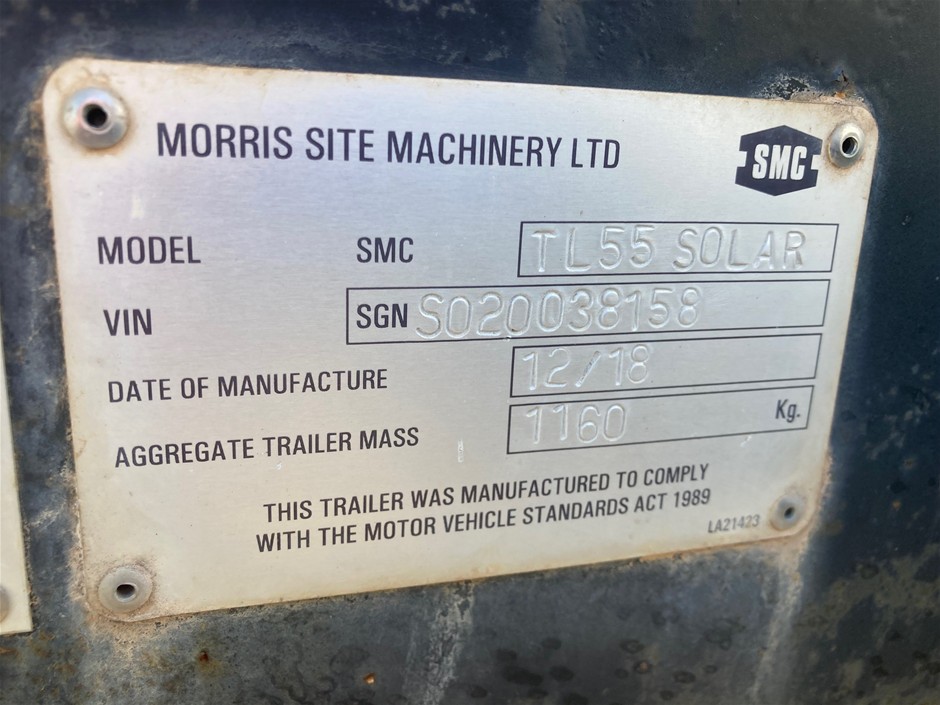 MORRIS SITE MACHINERY LTD
SMC
MODEL SMC TL55 SOLAR
VIN SGN S020038158
DATE OF MANUFACTURE 12/18
AGGREGATE TRAILER MASS 1160 Kg.
THIS TRAILER WAS MANUFACTURED TO COMPLY
WITH THE MOTOR VEHICLE STANDARDS ACT 1989
LA21423